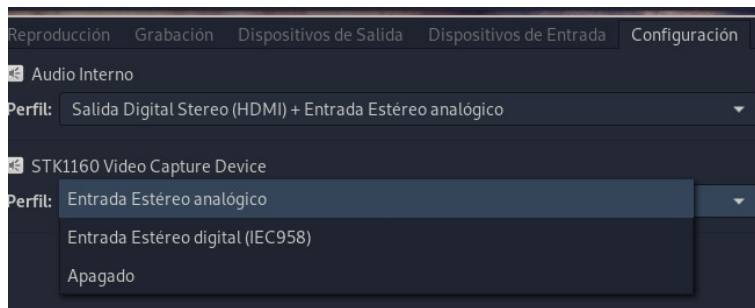 Reproducción Grabación Dispositivos de Salida Dispositivos de Entrada Configuración
Audio Interno
Perfil: Salida Digital Stereo (HDMI) + Entrada Estéreo analógico
STK1160 Video Capture Device
Perfil: Entrada Estéreo analógico
Entrada Estéreo digital (IEC958)
Apagado